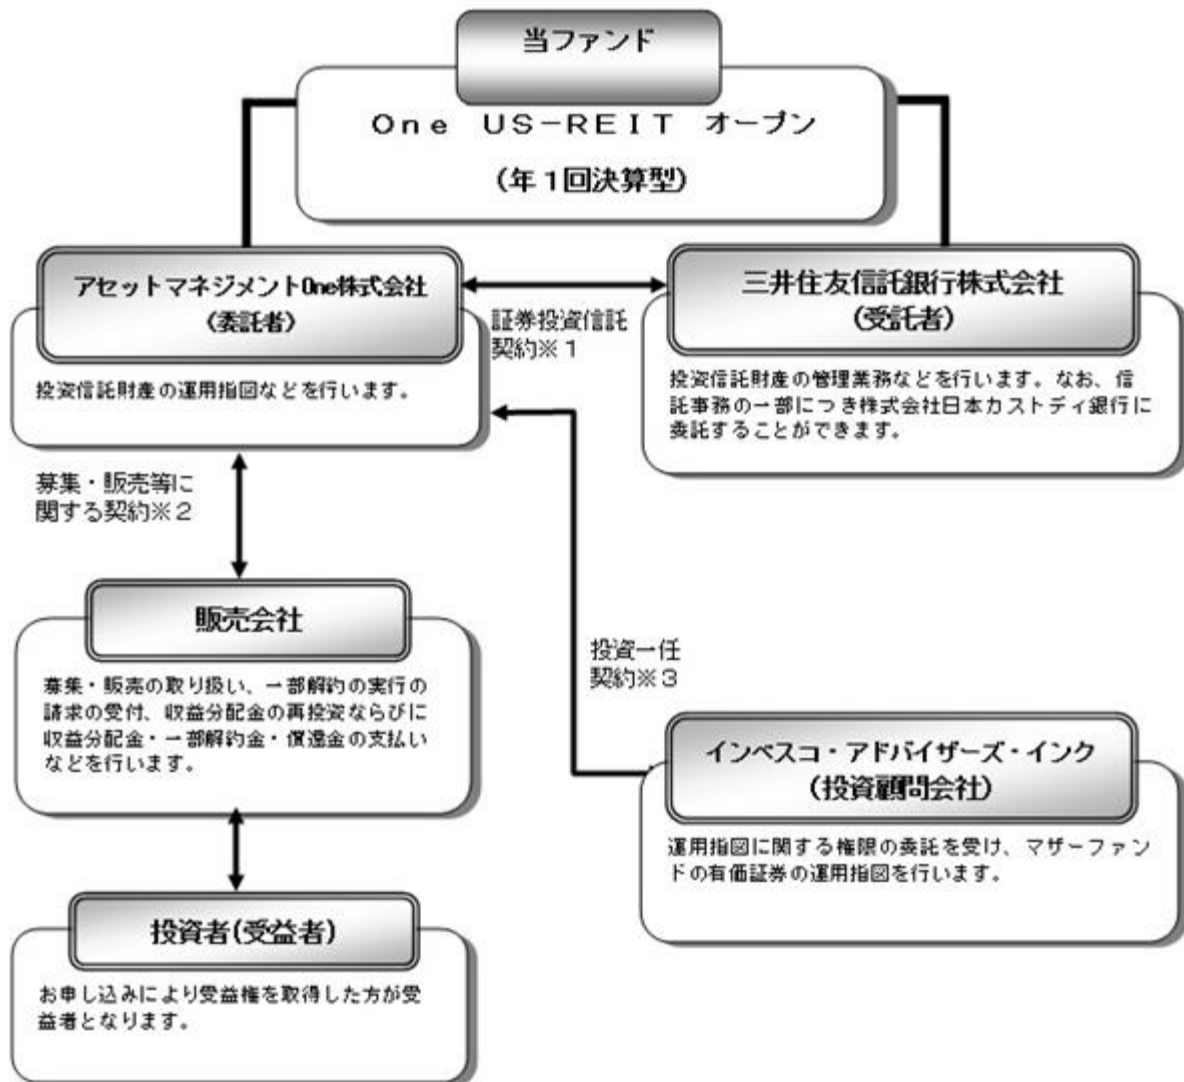 当ファンド
One US-REIT オープン
(年1回決算型)
アセットマネジメントOne株式会社
(委託者)
投資信託財産の運用指図などを行います。
証券投資信託
契約※1
三井住友信託銀行株式会社
(受託者)
投資信託財産の管理業務などを行います。なお、信
託事務の一部につき株式会社日本カストディ銀行に
委託することができます。
募集・販売等に
関する契約※2
販売会社
募集・販売の取り扱い、一部解約の実行の
請求の受付、収益分配金の再投資ならびに
収益分配金・一部解約金・償還金の支払い
などを行います。
投資一任
契約※3
インベスコ・アドバイザーズ・インク
(投資顧問会社)
運用指図に関する権限の委託を受け、マザーファン
ドの有価証券の運用指図を行います。
投資者(受益者)
お申し込みにより受益権を取得した方が受
益者となります。